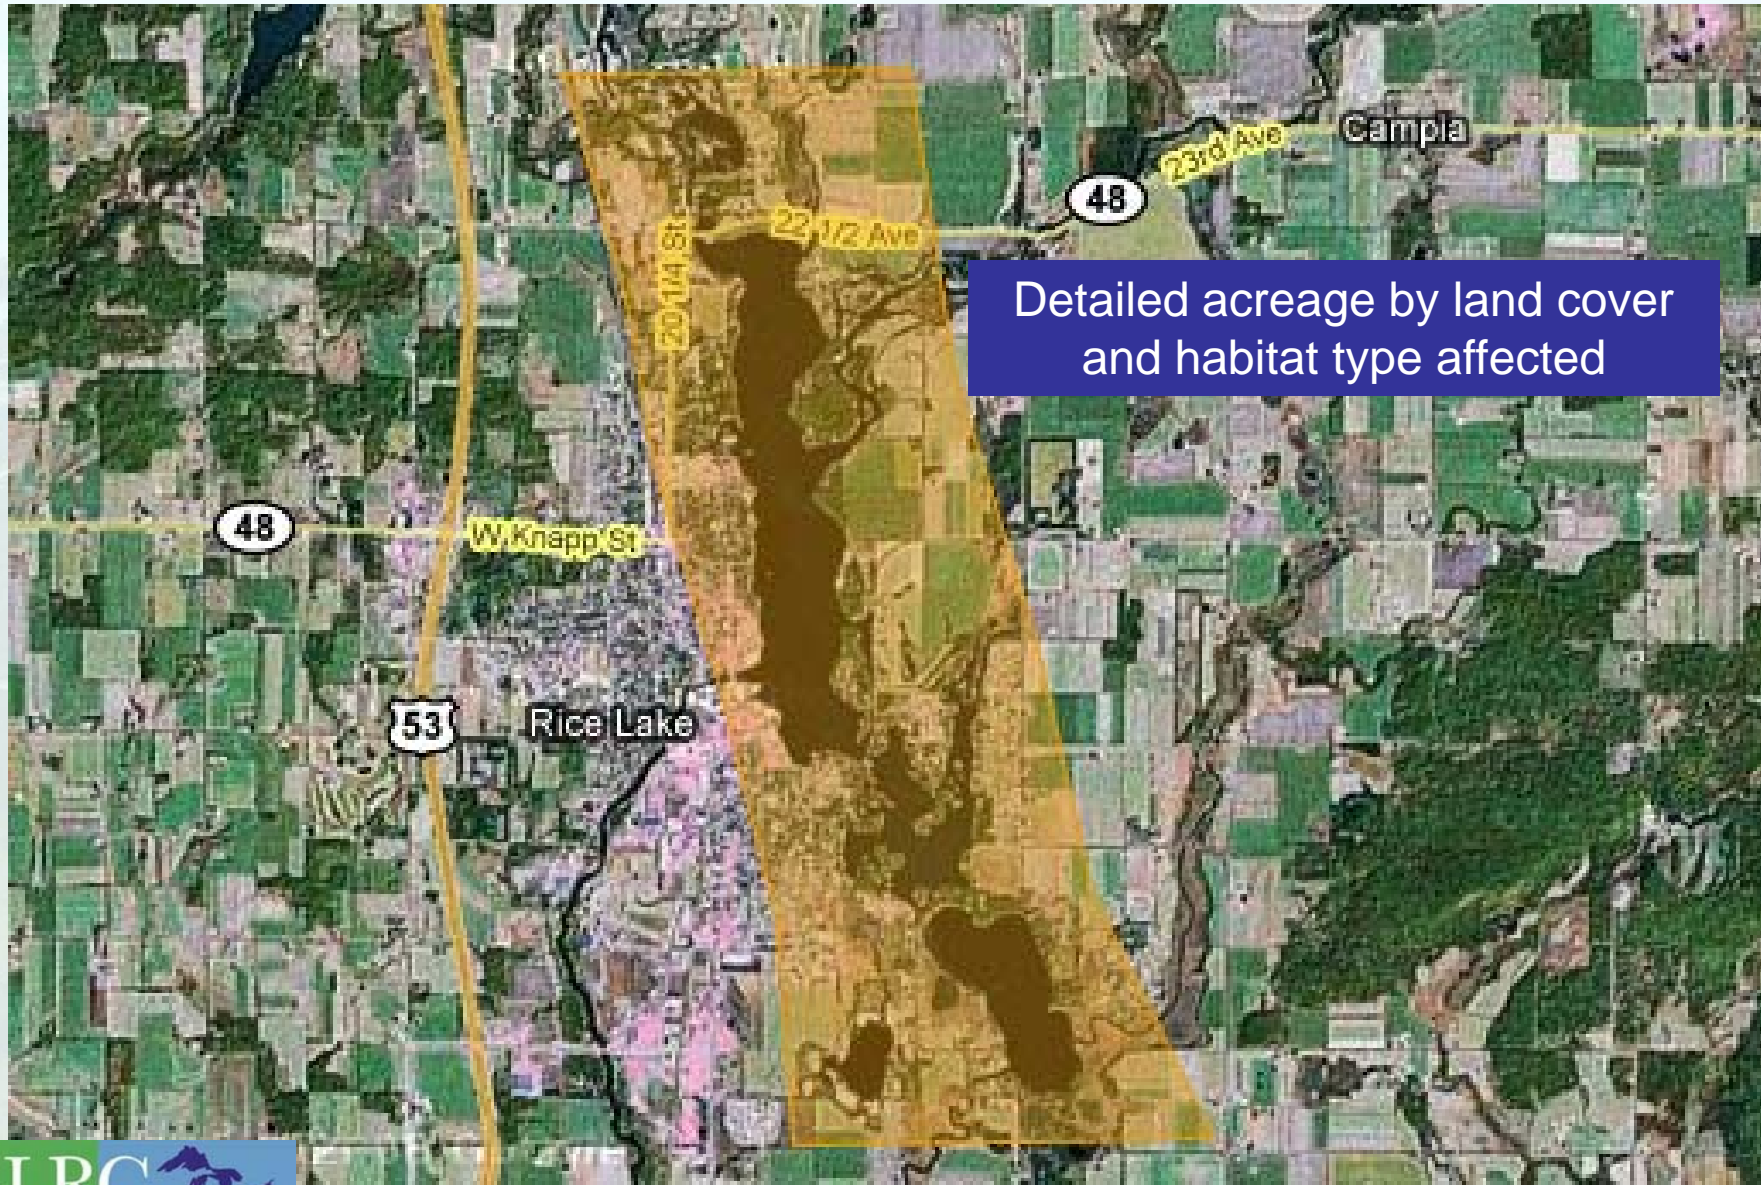 Campia
23rd Ave
48
22 1/2 Ave
20 1/4 St
Detailed acreage by land cover
and habitat type affected
48
W Knapp St
53
Rice Lake